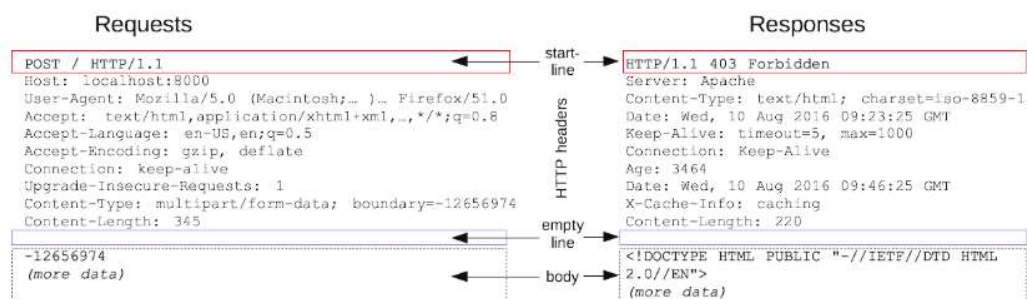 Requests
POST / HTTP/1.1
Host: localhost:8000
User-Agent: Mozilla/5.0 (Macintosh;… )… Firefox/51.0
Accept: text/html,application/xhtml+xml,…,*/*;q=0.8
Accept-Language: en-US,en;q=0.5
Accept-Encoding: gzip, deflate
Connection: keep-alive
Upgrade-Insecure-Requests: 1
Content-Type: multipart/form-data; boundary=-12656974
Content-Length: 345
-12656974
(more data)
start-
line
HTTP headers
empty
line
body
Responses
HTTP/1.1 403 Forbidden
Server: Apache
Content-Type: text/html; charset=iso-8859-1
Date: Wed, 10 Aug 2016 09:23:25 GMT
Keep-Alive: timeout=5, max=1000
Connection: Keep-Alive
Age: 3464
Date: Wed, 10 Aug 2016 09:46:25 GMT
X-Cache-Info: caching
Content-Length: 220
<!DOCTYPE HTML PUBLIC "-//IETF//DTD HTML
2.0//EN">
(more data)